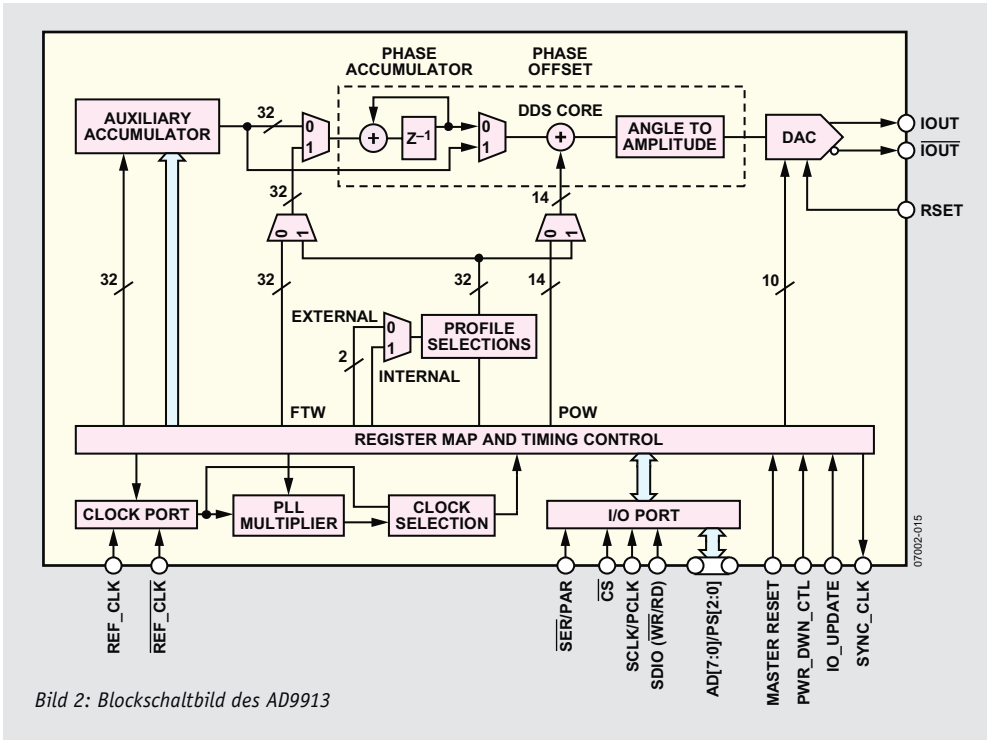 PHASE
ACCUMULATOR
PHASE
OFFSET
AUXILIARY
ACCUMULATOR
32
0
1
+
Z–1
0
1
DDS CORE
+
ANGLE TO
AMPLITUDE
DAC
IOUT
IOUT
RSET
32
14
0 1
0 1
32
32
32
14
10
EXTERNAL
0
1
2
INTERNAL
PROFILE
SELECTIONS
FTW
POW
REGISTER MAP AND TIMING CONTROL
CLOCK PORT
PLL
MULTIPLIER
CLOCK
SELECTION
I/O PORT
07002-015
REF_CLK
REF_CLK
SER/PAR
CS
SCLK/PCLK
SDIO (WR/RD)
AD[7:0]/PS[2:0]
MASTER RESET
PWR_DWN_CTL
IO_UPDATE
SYNC_CLK
Bild 2: Blockschaltbild des AD9913